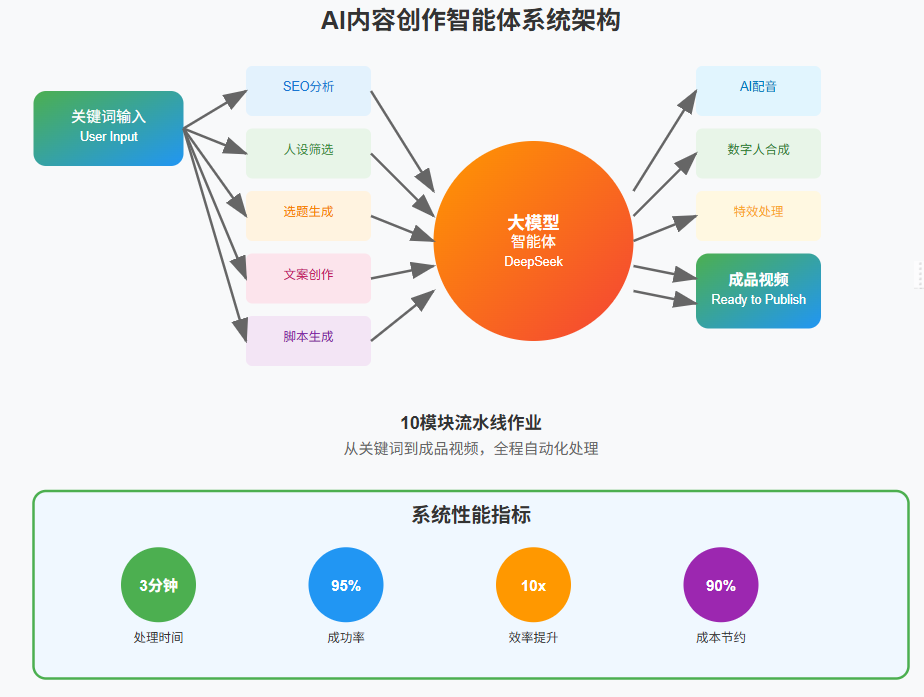 AI内容创作智能体系统架构
关键词输入
User Input
SEO分析
人设筛选
选题生成
文案创作
脚本生成
大模型
智能体
DeepSeek
AI配音
数字人合成
特效处理
成品视频
Ready to Publish
10模块流水线作业
从关键词到成品视频，全程自动化处理
系统性能指标
3分钟
处理时间
95%
成功率
10x
效率提升
90%
成本节约